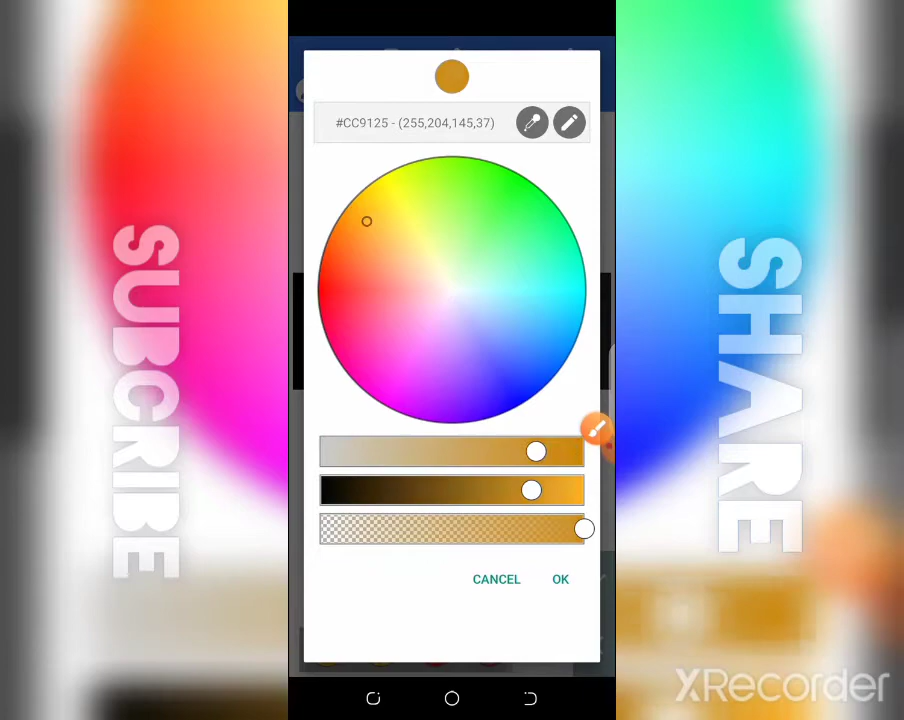 #CC9125 - (255,204,145,37)
CANCEL OK
SUBCRIBE
SHARE
XRecorder